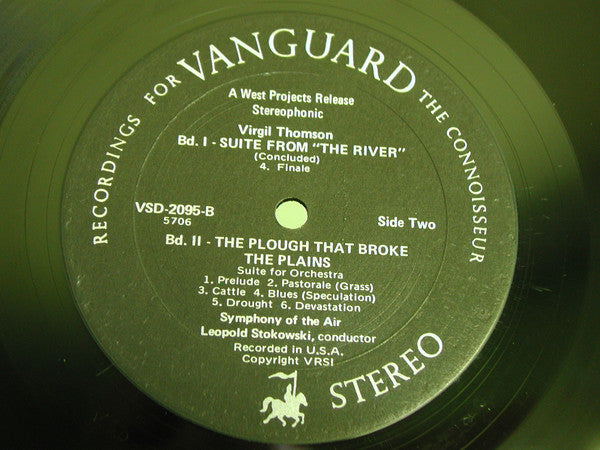 RECORDINGS FOR VANGUARD THE CONNOISSEUR
A West Projects Release
Stereophonic
Virgil Thomson
Bd. I - SUITE FROM "THE RIVER"
(Concluded)
4. Finale
VSD-2095-B
5706
Side Two
Bd. II - THE PLOUGH THAT BROKE
THE PLAINS
Suite for Orchestra
1. Prelude 2. Pastorale (Grass)
3. Cattle 4. Blues (Speculation)
5. Drought 6. Devastation
Symphony of the Air
Leopold Stokowski, conductor
Recorded in U.S.A.
Copyright VRSI
STEREO